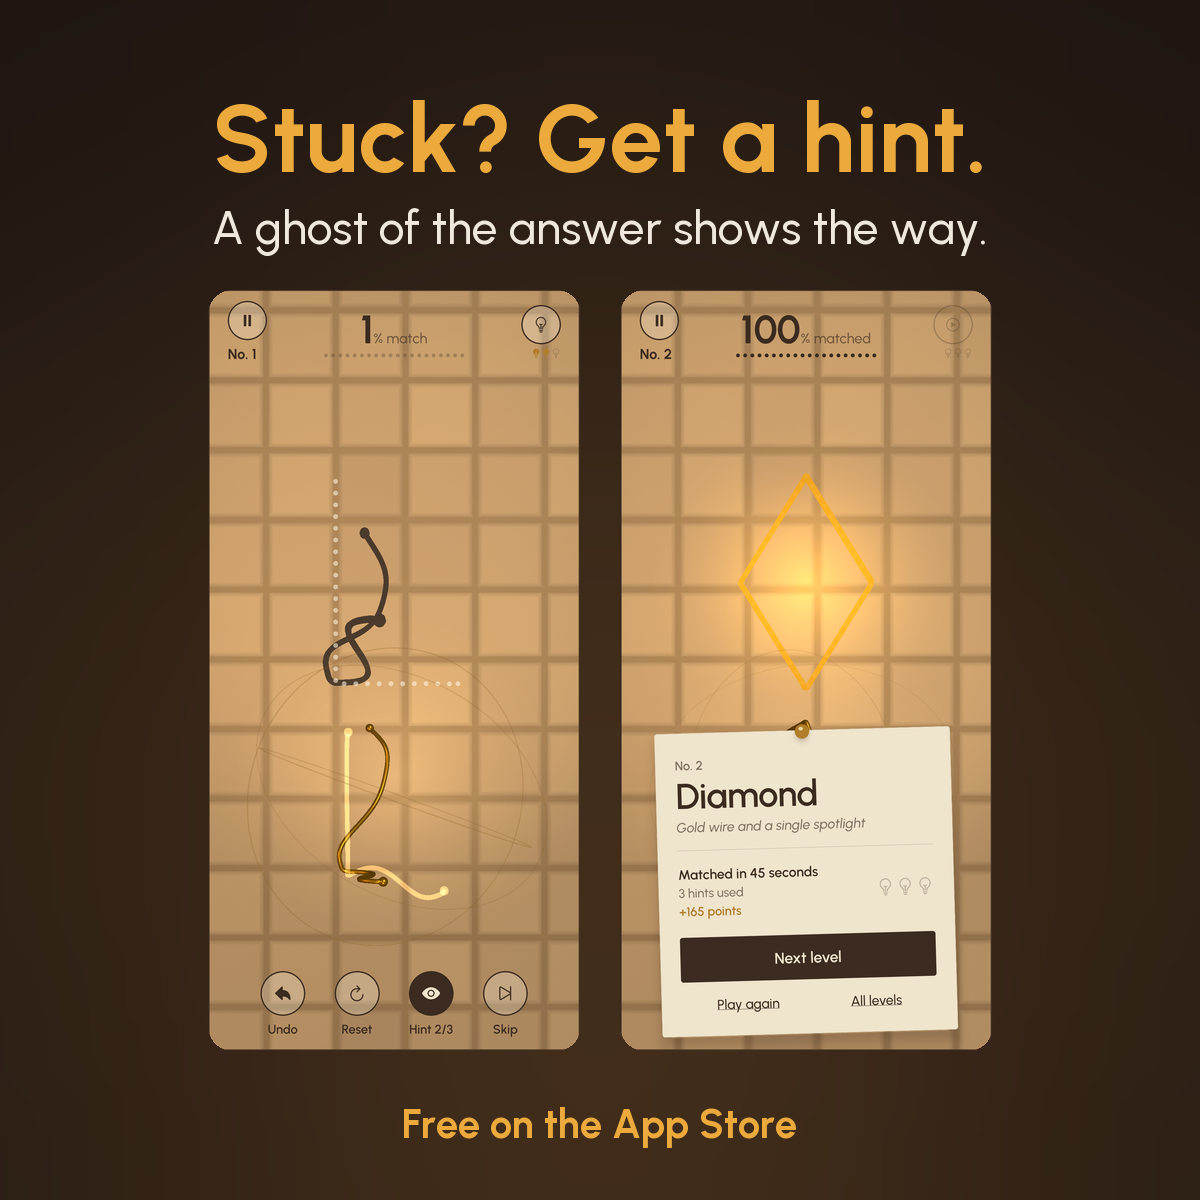 Stuck? Get a hint.
A ghost of the answer shows the way.
1% match
No. 1
Undo
Reset
Hint 2/3
Skip
100% matched
No. 2
No. 2
Diamond
Gold wire and a single spotlight
Matched in 45 seconds
3 hints used
+165 points
Next level
Play again
All levels
Free on the App Store